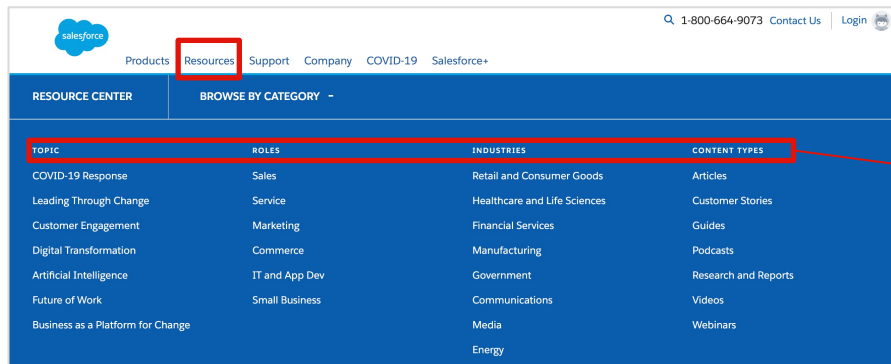 1-800-664-9073 Contact Us Login
salesforce
Products Resources Support Company COVID-19 Salesforce+
RESOURCE CENTER BROWSE BY CATEGORY -
TOPIC ROLES INDUSTRIES CONTENT TYPES
COVID-19 Response Sales Retail and Consumer Goods Articles
Leading Through Change Service Healthcare and Life Sciences Customer Stories
Customer Engagement Marketing Financial Services Guides
Digital Transformation Commerce Manufacturing Podcasts
Artificial Intelligence IT and App Dev Government Research and Reports
Future of Work Small Business Communications Videos
Business as a Platform for Change Media Webinars
Energy